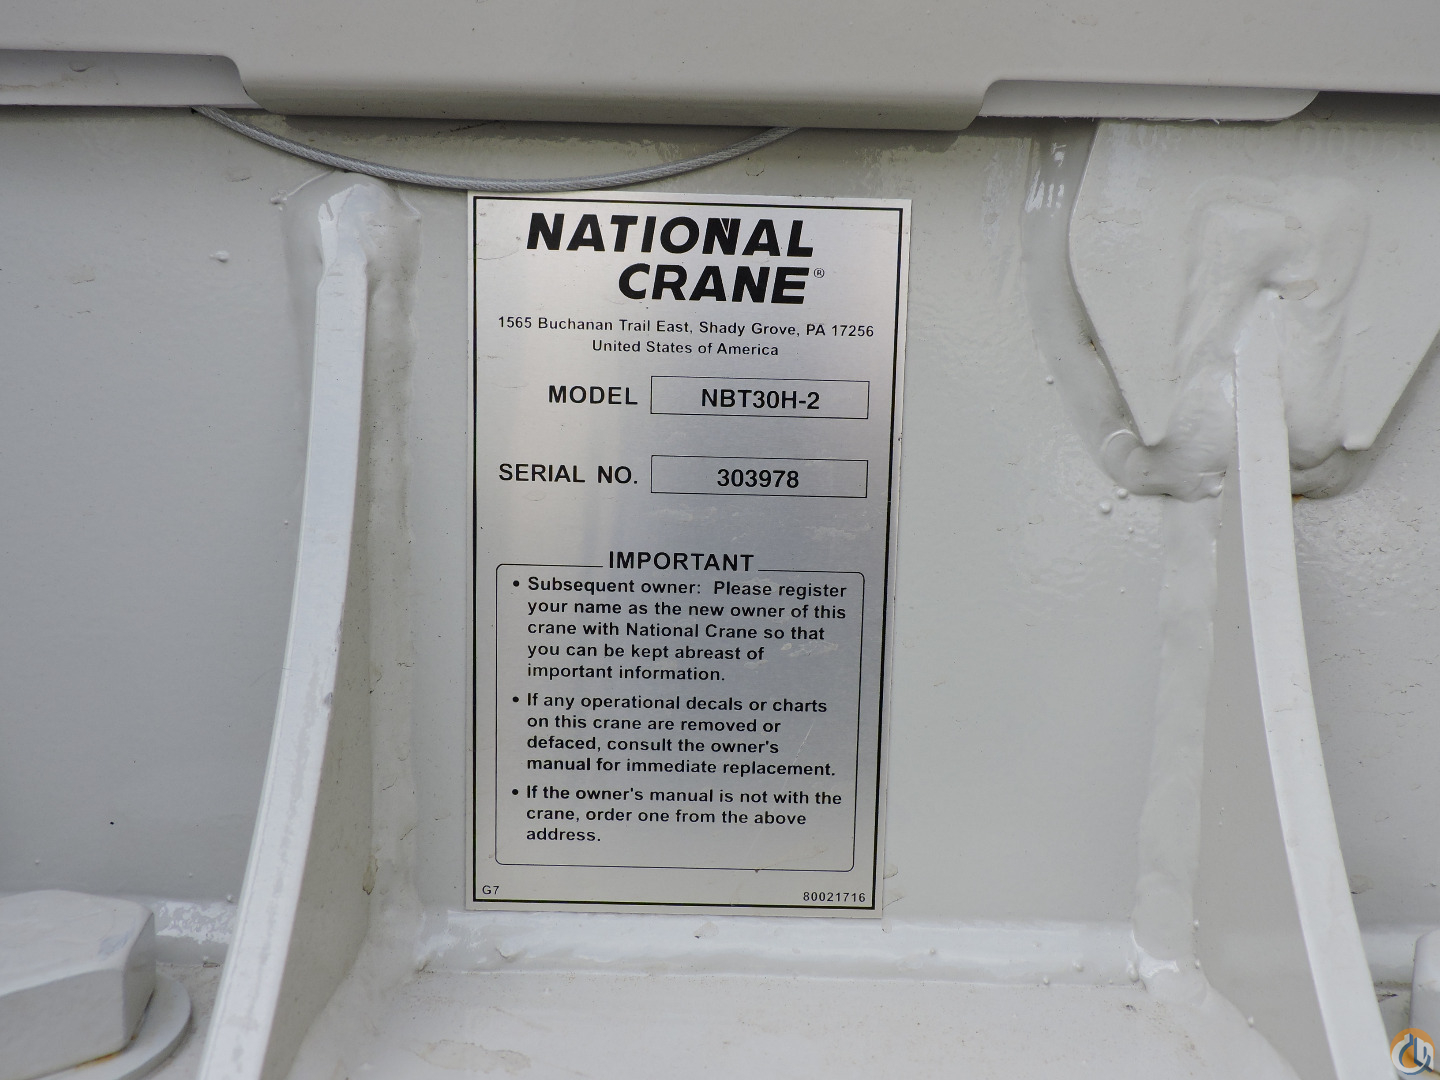 NATIONAL
CRANE®
1565 Buchanan Trail East, Shady Grove, PA 17256
United States of America
MODEL NBT30H-2
SERIAL NO. 303978
IMPORTANT
• Subsequent owner: Please register
your name as the new owner of this
crane with National Crane so that
you can be kept abreast of
important information.
• If any operational decals or charts
on this crane are removed or
defaced, consult the owner's
manual for immediate replacement.
• If the owner's manual is not with the
crane, order one from the above
address.
G7 80021716